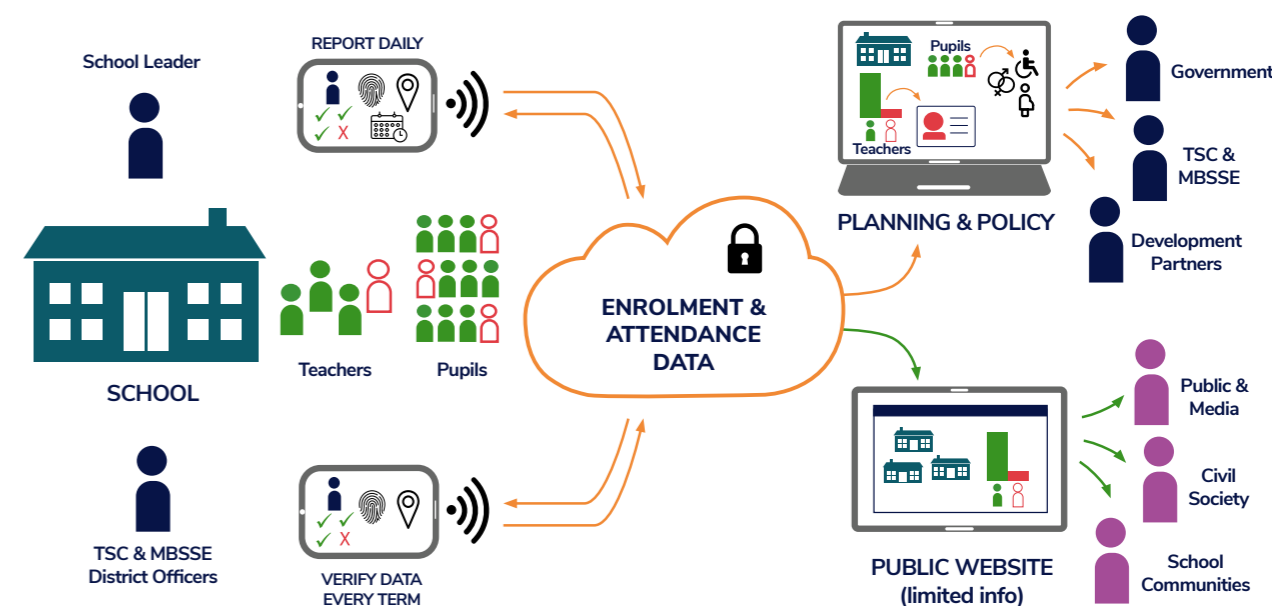 School Leader
REPORT DAILY
X
SCHOOL
Teachers
Pupils
TSC & MBSSE
District Officers
X
VERIFY DATA
EVERY TERM
ENROLMENT &
ATTENDANCE
DATA
Pupils
Teachers
PLANNING & POLICY
Government
TSC &
MBSSE
Development
Partners
PUBLIC WEBSITE
(limited info)
Public &
Media
Civil
Society
School
Communities